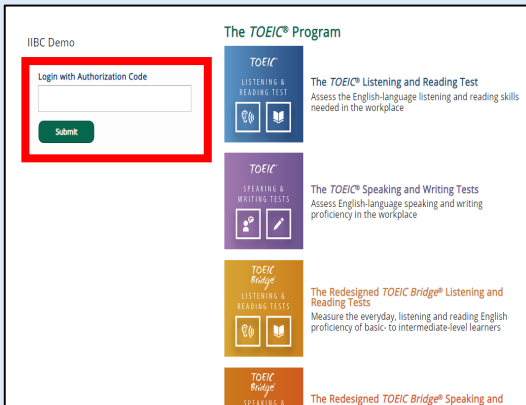 IIBC Demo
Login with Authorization Code
Submit
The TOEIC® Program
TOEIC®
LISTENING &
READING TEST
The TOEIC® Listening and Reading Test
Assess the English-language listening and reading skills
needed in the workplace
TOEIC®
SPEAKING &
WRITING TESTS
The TOEIC® Speaking and Writing Tests
Assess English-language speaking and writing
proficiency in the workplace
TOEIC
Bridge®
LISTENING &
READING TESTS
The Redesigned TOEIC Bridge® Listening and
Reading Tests
Measure the everyday, listening and reading English
proficiency of basic- to intermediate-level learners
TOEIC
Bridge®
SPEAKING &
The Redesigned TOEIC Bridge® Speaking and